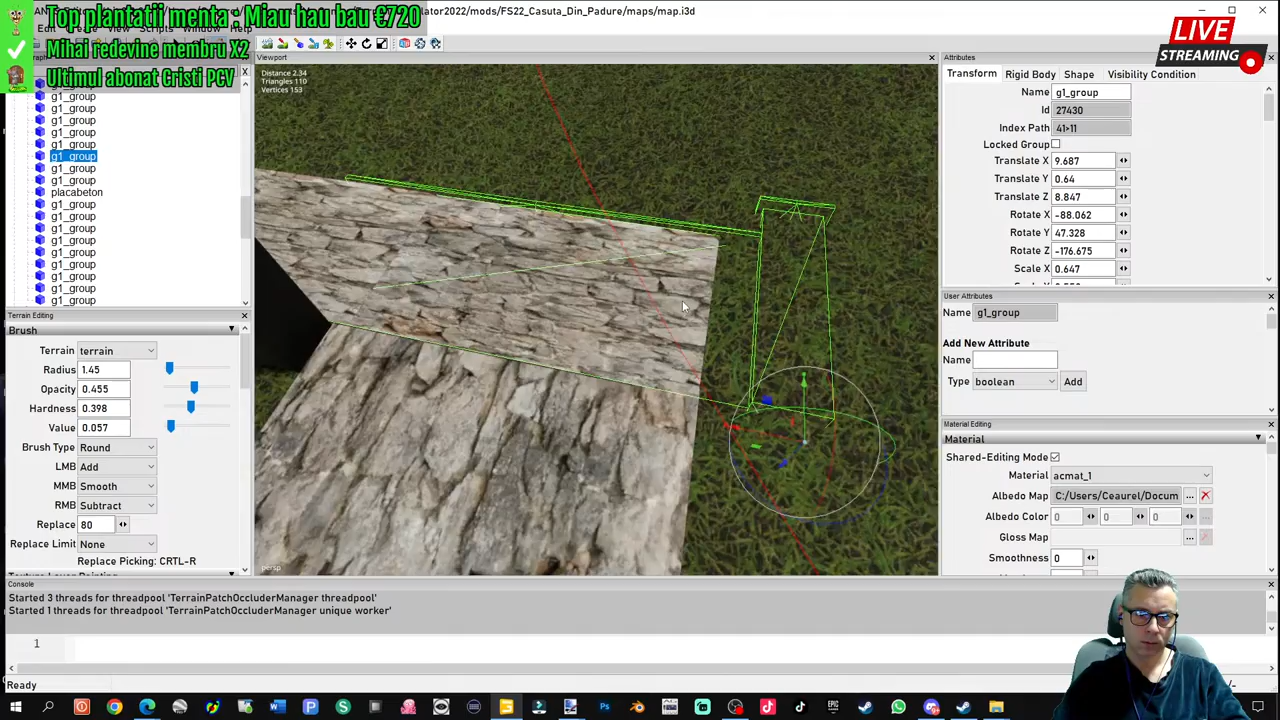 Top plantatii menta : Miau hau bau €720
Mihai redevine membru X2
Ultimul abonat Cristi PCV
ator2022/mods/FS22_Casuta_Din_Padure/maps/map.i3d
LIVE
STREAMING
Viewport
Distance 2.34
Triangles 110
Vertices 153
persp
g1_group
g1_group
g1_group
g1_group
g1_group
g1_group
g1_group
g1_group
placabeton
g1_group
g1_group
g1_group
g1_group
g1_group
g1_group
g1_group
g1_group
g1_group
Terrain Editing
Brush
Terrain terrain
Radius 1.45
Opacity 0.455
Hardness 0.398
Value 0.057
Brush Type Round
LMB Add
MMB Smooth
RMB Subtract
Replace 80
Replace Limit None
Replace Picking: CRTL-R
Attributes
Transform Rigid Body Shape Visibility Condition
Name g1_group
Id 27430
Index Path 41>11
Locked Group
Translate X 9.687
Translate Y 0.64
Translate Z 8.847
Rotate X -88.062
Rotate Y 47.328
Rotate Z -176.675
Scale X 0.647
User Attributes
Name g1_group
Add New Attribute
Name
Type boolean Add
Material Editing
Material
Shared-Editing Mode
Material acmat_1
Albedo Map C:/Users/Ceaurel/Docum ...
Albedo Color 0 0 0 ...
Gloss Map ...
Smoothness 0
Console
Started 3 threads for threadpool 'TerrainPatchOccluderManager threadpool'
Started 1 threads for threadpool 'TerrainPatchOccluderManager unique worker'
1
Ready